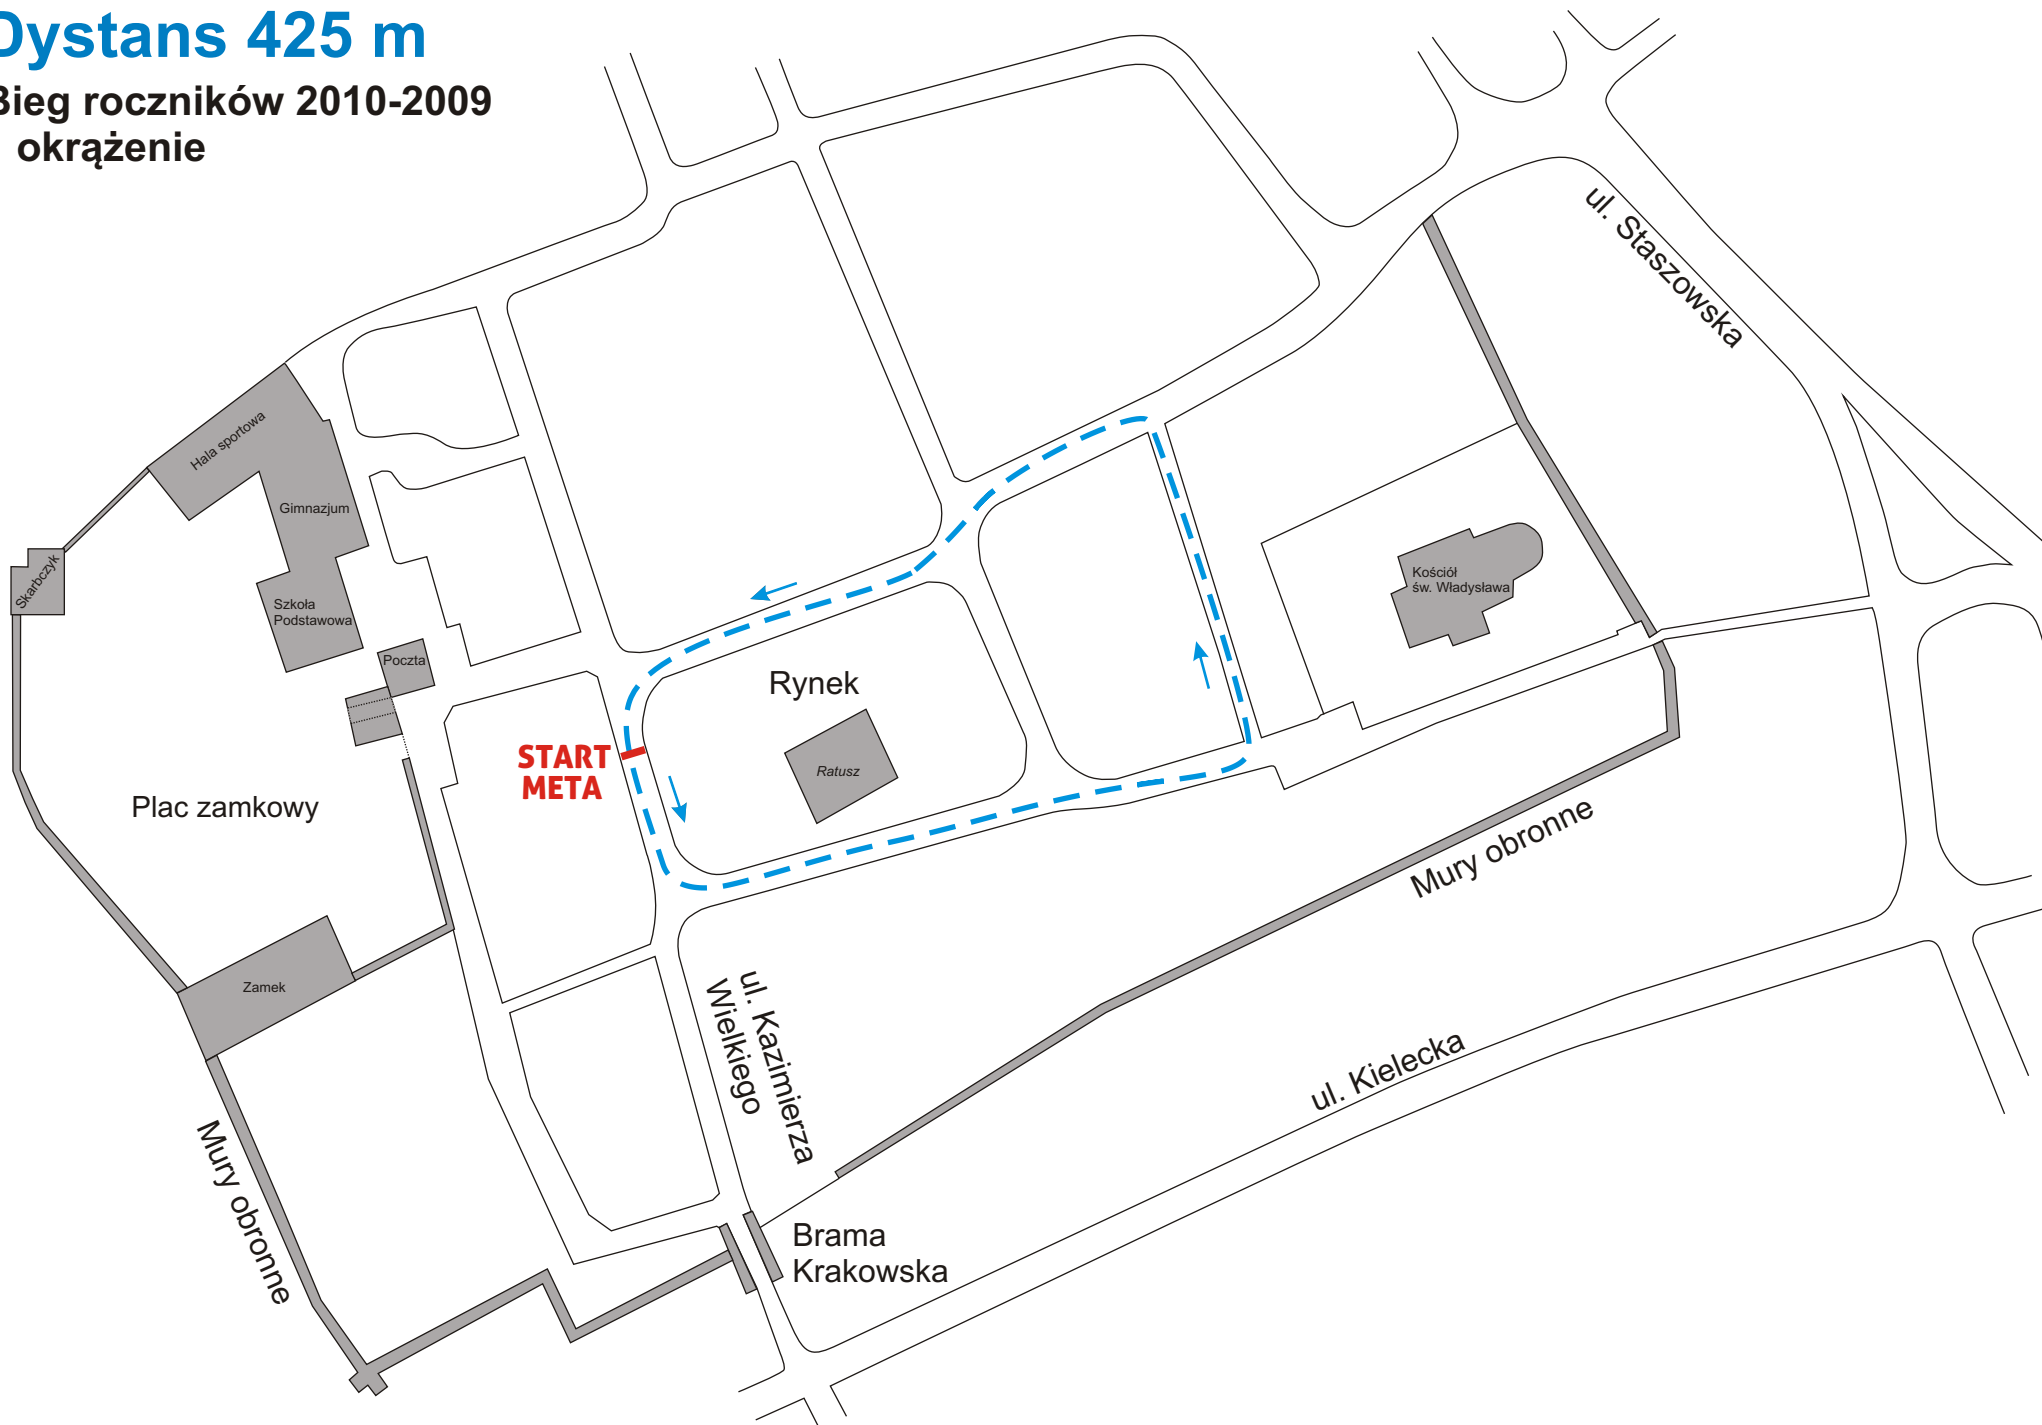 Dystans 425 m
Bieg roczników 2010-2009
okrążenie
ul. Staszowska
Hala sportowa
Gimnazjum
Skarbczyk
Szkoła
Podstawowa
Kościół
św. Władysława
Poczta
Rynek
START
META
Ratusz
Plac zamkowy
Mury obronne
Zamek
ul. Kazimierza
Wielkiego
ul. Kielecka
Mury obronne
Brama
Krakowska